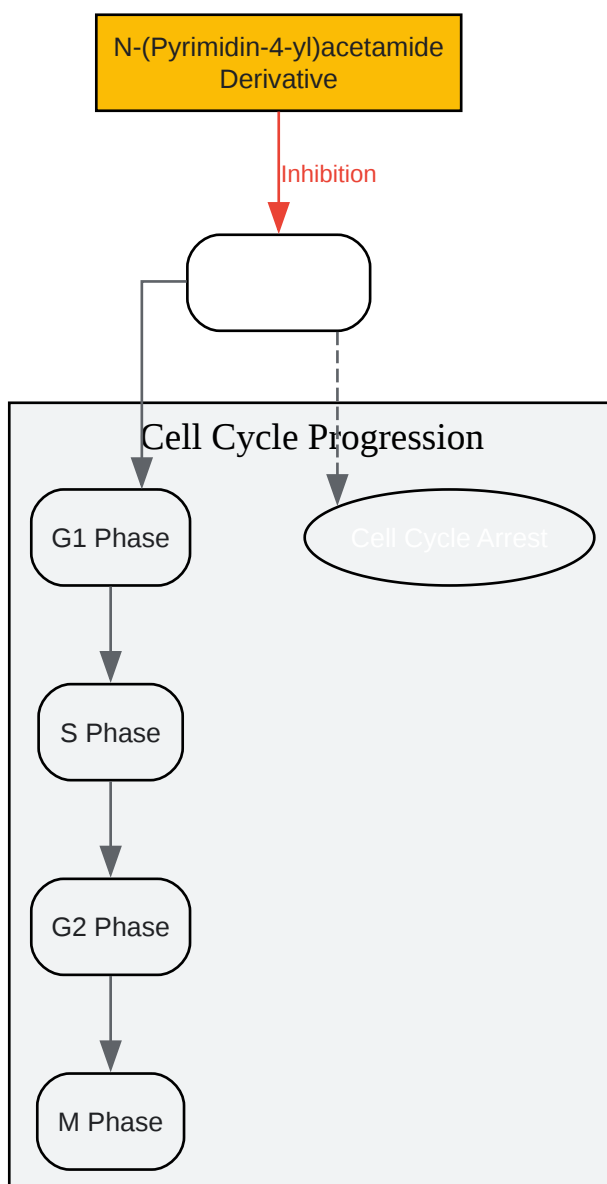 N-(Pyrimidin-4-yl)acetamide
Derivative
Inhibition
Cell Cycle Progression
G1 Phase
Cell Cycle Arrest
S Phase
G2 Phase
M Phase